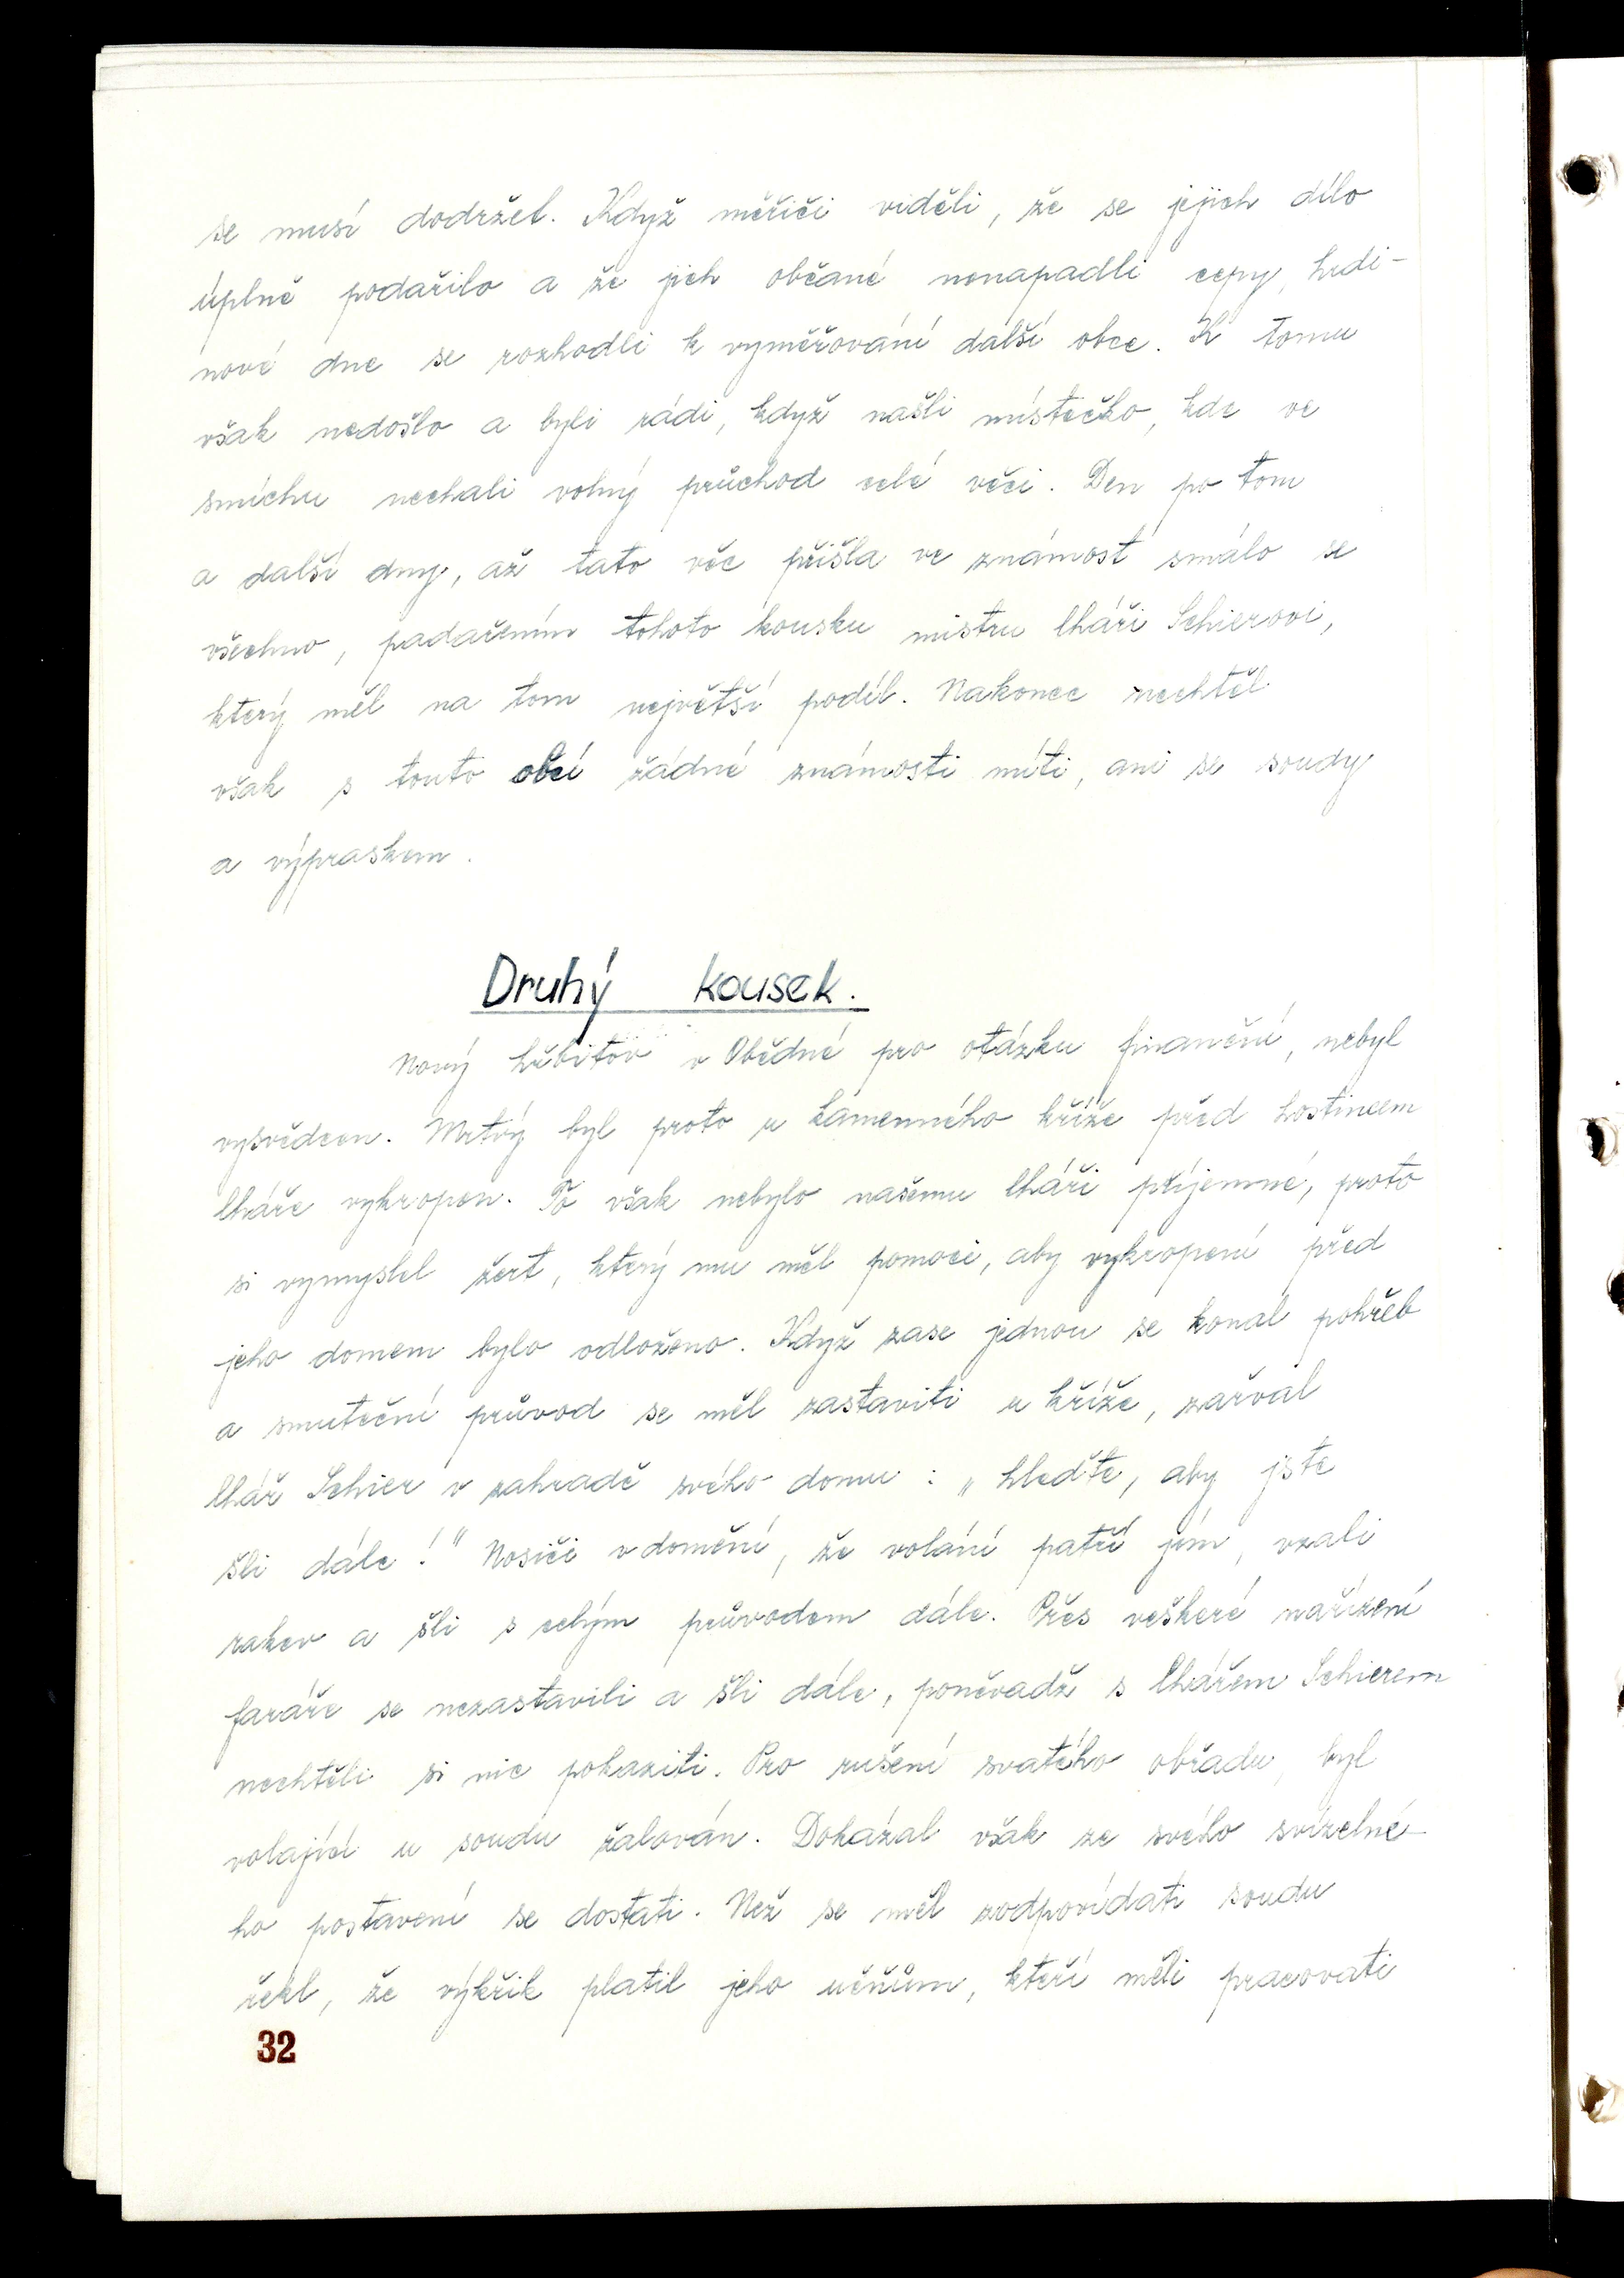 se musí dodržel. Když měřiči viděli, že se jejich dílo
úplně podařilo a že jich občané nenapadli cepy, hrdi-
nové dne se rozhodli k vyměřování další obce. K tomu
však nedošlo a byli rádi, když našli místečko, kde ve
smíchu nechali volný průchod celé věci. Den po tom
a další dny, až tato věc přišla ve známost smálo se
všechno, padařením tohoto kousku mistru lháři Schierovi,
který měl na tom největší podíl. Nakonec nechtěl
však s touto obcí žádné známosti míti, ani se soudy
a výpraskem.
Druhý kousek.
Nový hřbitov v Obědné pro otázku finanční, nebyl
vysvědcen. Mrtvý byl proto u kamenného kříže před hostincem
lháře vykropen. To však nebylo našemu lháři příjemné, proto
si vymyslel žert, který mu měl pomoci, aby vykropení před
jeho domem bylo odloženo. Když zase jednou se konal pohřeb
a smuteční průvod se měl zastaviti u kříže, zařval
lhář Schier v zahradě svého domu: „hleďte, aby jste
šli dále!" Nosiči v domění, že volání patří jim, vzali
rakev a šli s celým průvodem dále. Přes veškeré nařízení
faráře se nezastavili a šli dále, poněvadž s lhářem Schierem
nechtěli si nic pokaziti. Pro rušení svatého obřadu, byl
volající u soudu žalován. Dokázal však ze svého svízelné-
ho postavení se dostati. Než se měl zodpovídati soudu
řekl, že výkřik platil jeho učňům, kteří měli pracovati
32